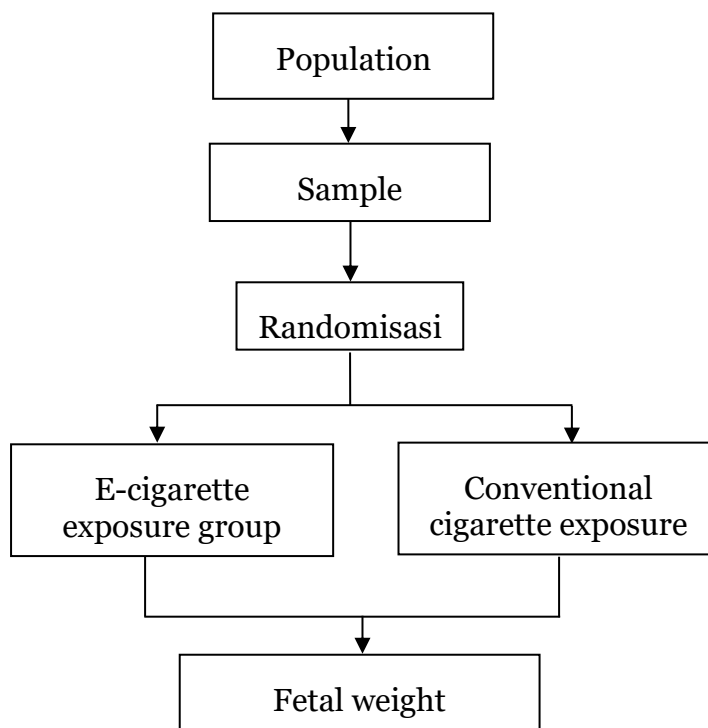 Population
Sample
Randomisasi
E-cigarette
exposure group
Conventional
cigarette exposure
Fetal weight